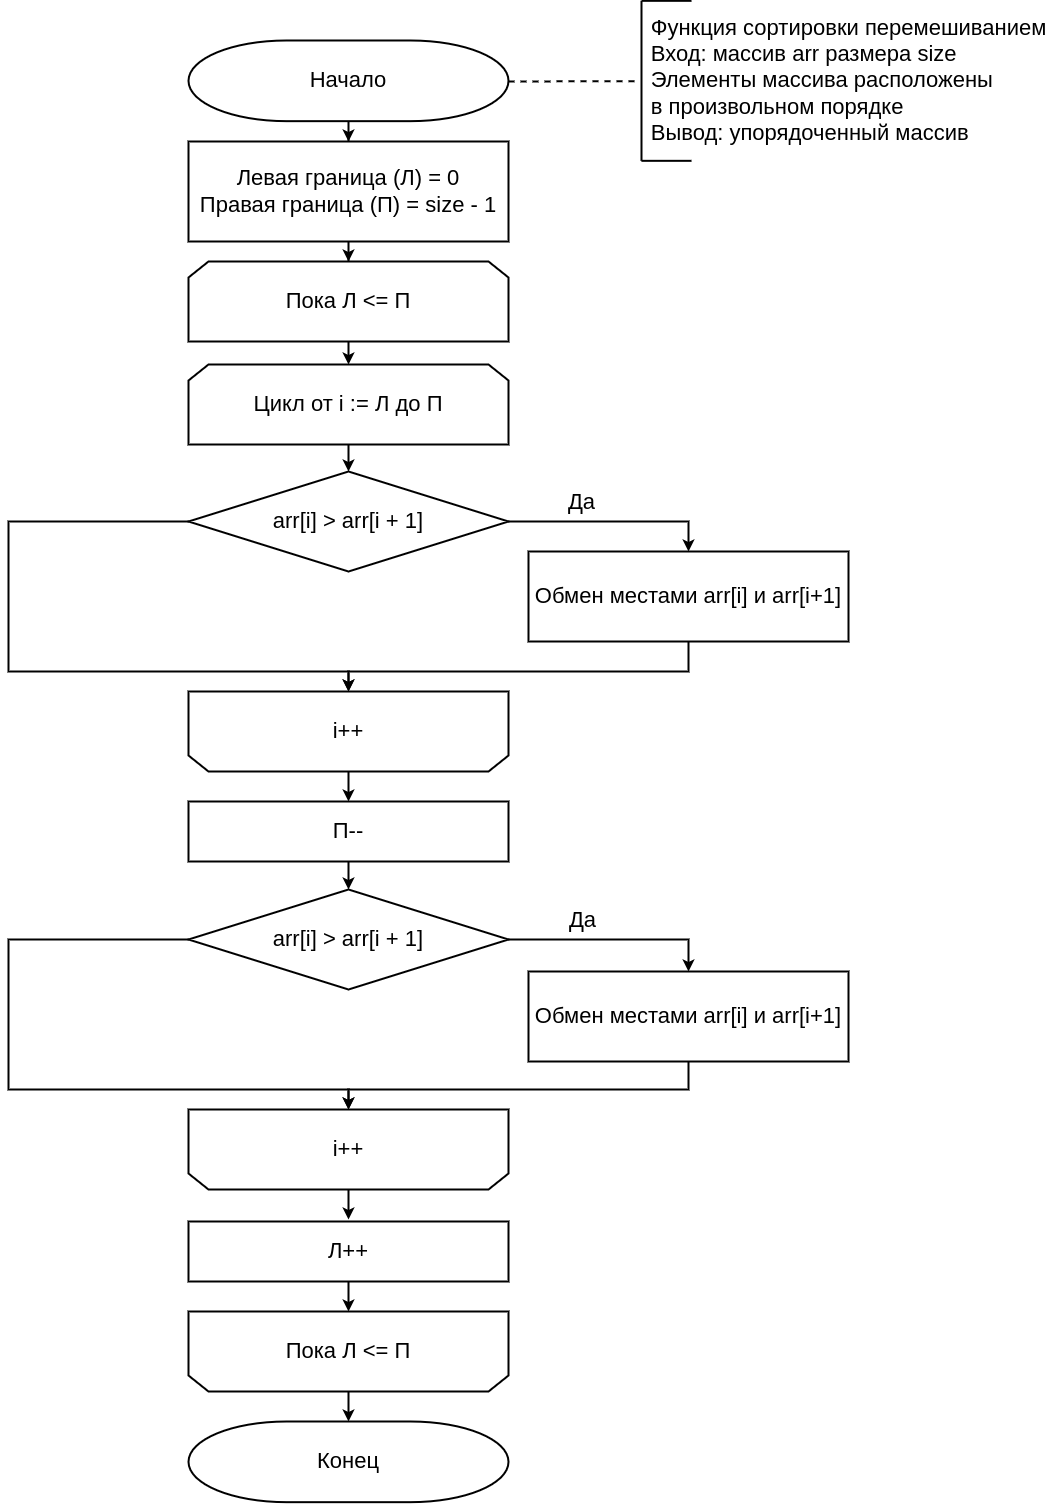 Функция сортировки перемешиванием
Вход: массив arr размера size
Элементы массива расположены
в произвольном порядке
Вывод: упорядоченный массив
Начало
Левая граница (Л) = 0
Правая граница (П) = size - 1
Пока Л <= П
Цикл от i := Л до П
arr[i] > arr[i + 1]
Да
Обмен местами arr[i] и arr[i+1]
i++
П--
arr[i] > arr[i + 1]
Да
Обмен местами arr[i] и arr[i+1]
i++
Л++
Пока Л <= П
Конец